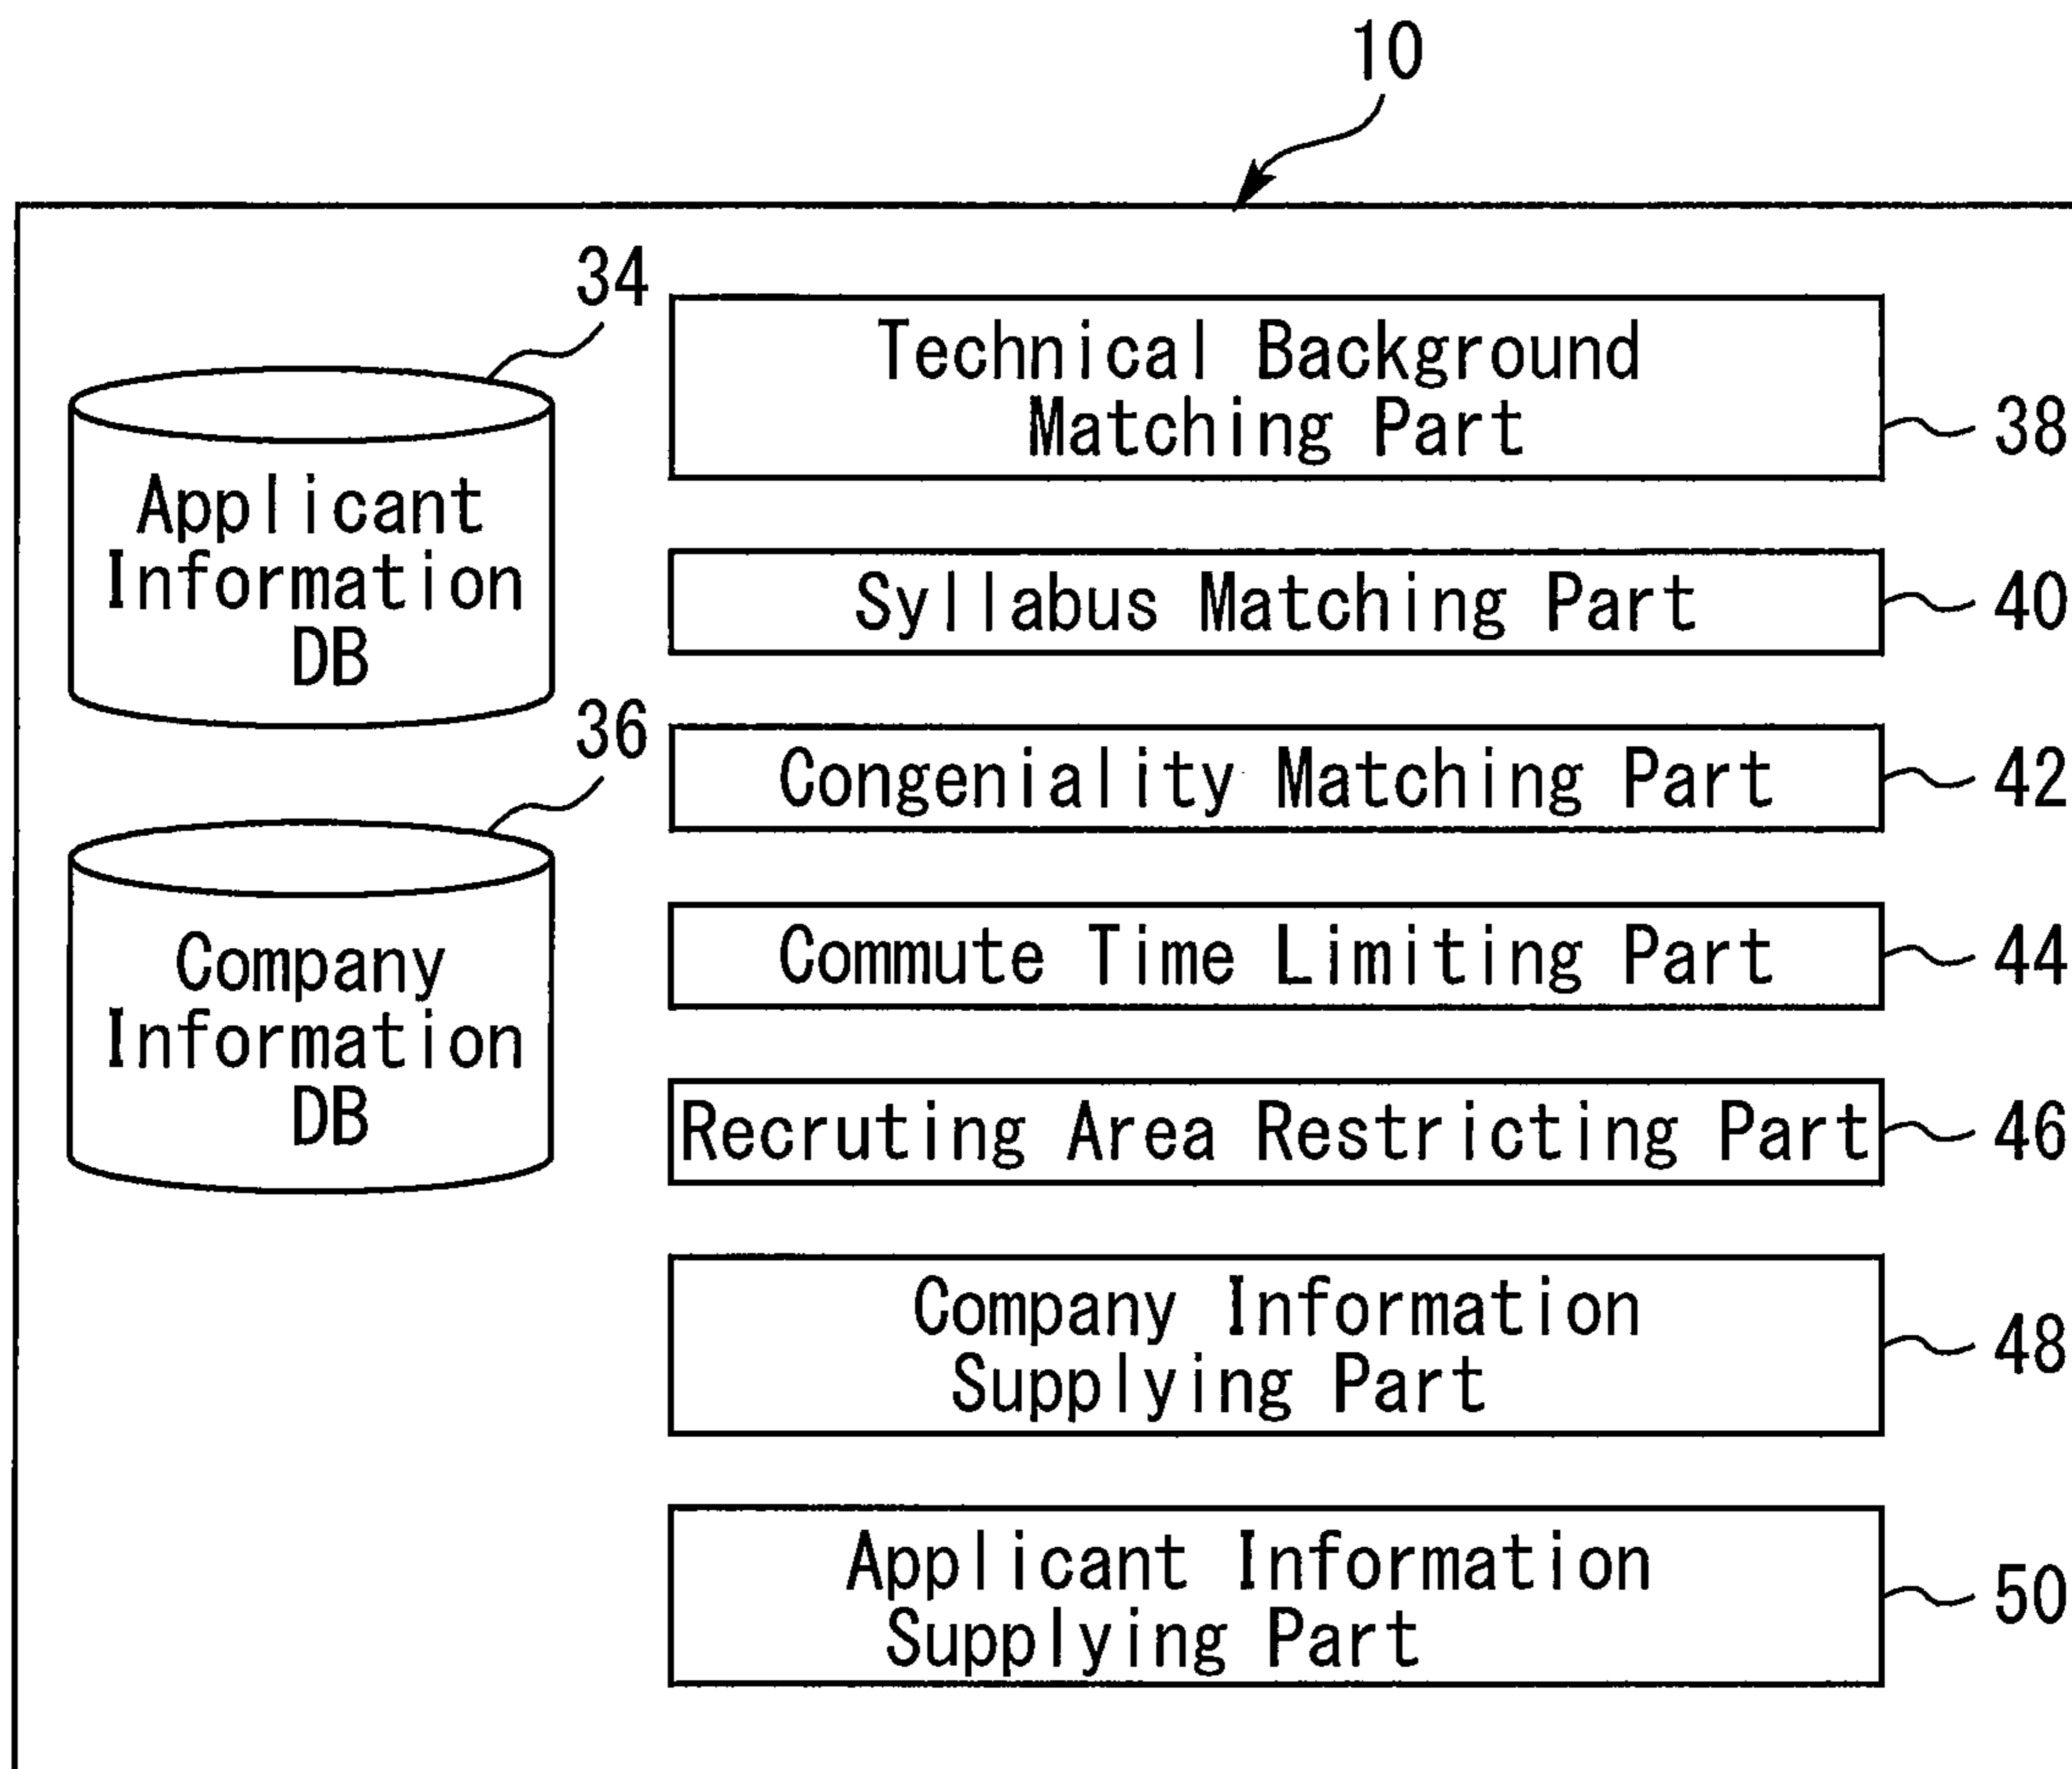 10
34
Applicant
Information
DB
36
Company
Information
DB
Technical Background
Matching Part
38
Syllabus Matching Part
40
Congeniality Matching Part
42
Commute Time Limiting Part
44
Recruting Area Restricting Part
46
Company Information
Supplying Part
48
Applicant Information
Supplying Part
50